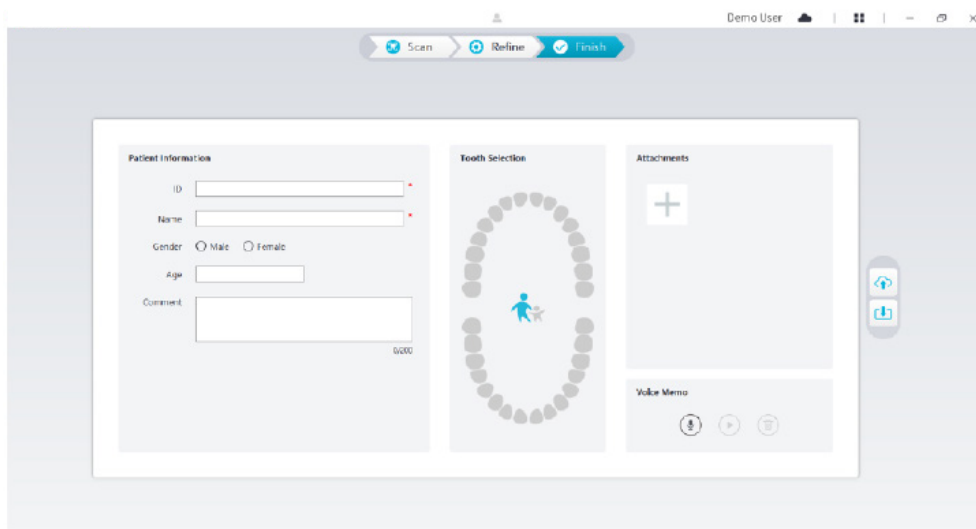 Demo User
Scan
Refine
Finish
Patient Information
ID
*
Name
*
Gender
Male
Female
Age
Comment
0/200
Tooth Selection
Attachments
Voice Memo